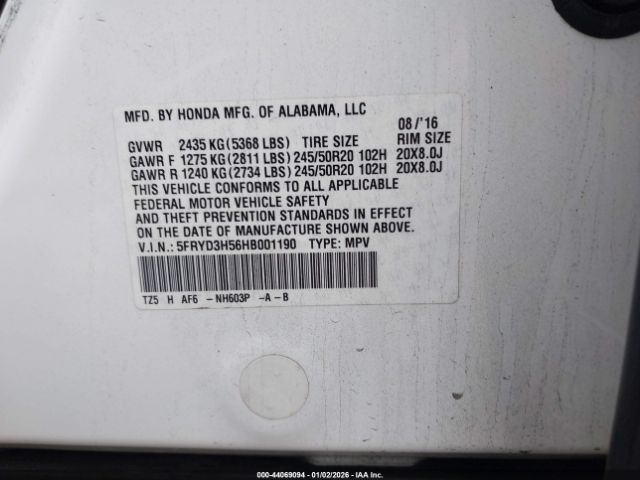 MFD. BY HONDA MFG. OF ALABAMA, LLC
08/'16
GVWR 2435 KG(5368 LBS) TIRE SIZE RIM SIZE
GAWR F 1275 KG(2811 LBS) 245/50R20 102H 20X8.0J
GAWR R 1240 KG(2734 LBS) 245/50R20 102H 20X8.0J
THIS VEHICLE CONFORMS TO ALL APPLICABLE
FEDERAL MOTOR VEHICLE SAFETY
AND THEFT PREVENTION STANDARDS IN EFFECT
ON THE DATE OF MANUFACTURE SHOWN ABOVE.
V.I.N.: 5FRYD3H56HB001190 TYPE: MPV
TZ5 H AF6 -NH603P -A-B
000-44069094 | 01/02/2026 | IAA Inc.